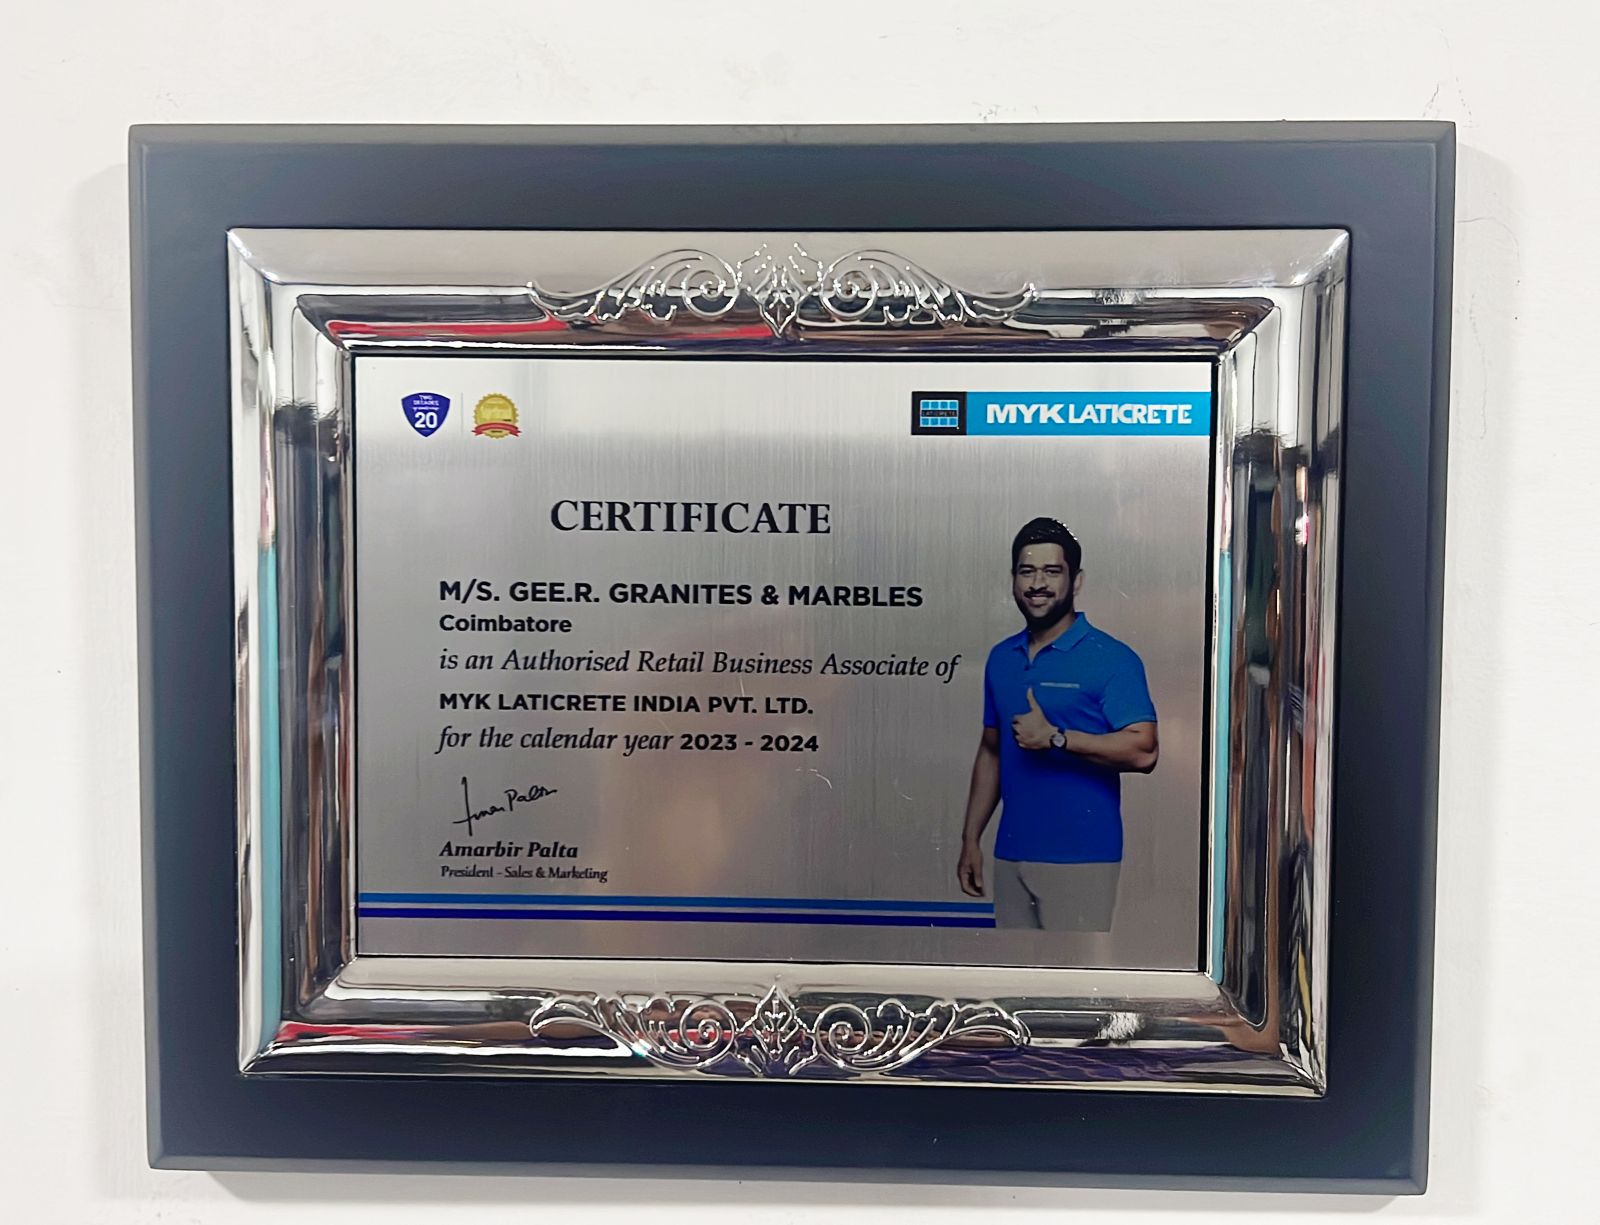 TWO
DECADES
20
LATICRETE
MYK LATICRETE
CERTIFICATE
M/S. GEE.R. GRANITES & MARBLES
Coimbatore
is an Authorised Retail Business Associate of
MYK LATICRETE INDIA PVT. LTD.
for the calendar year 2023 - 2024
Amarbir Palta
President - Sales & Marketing